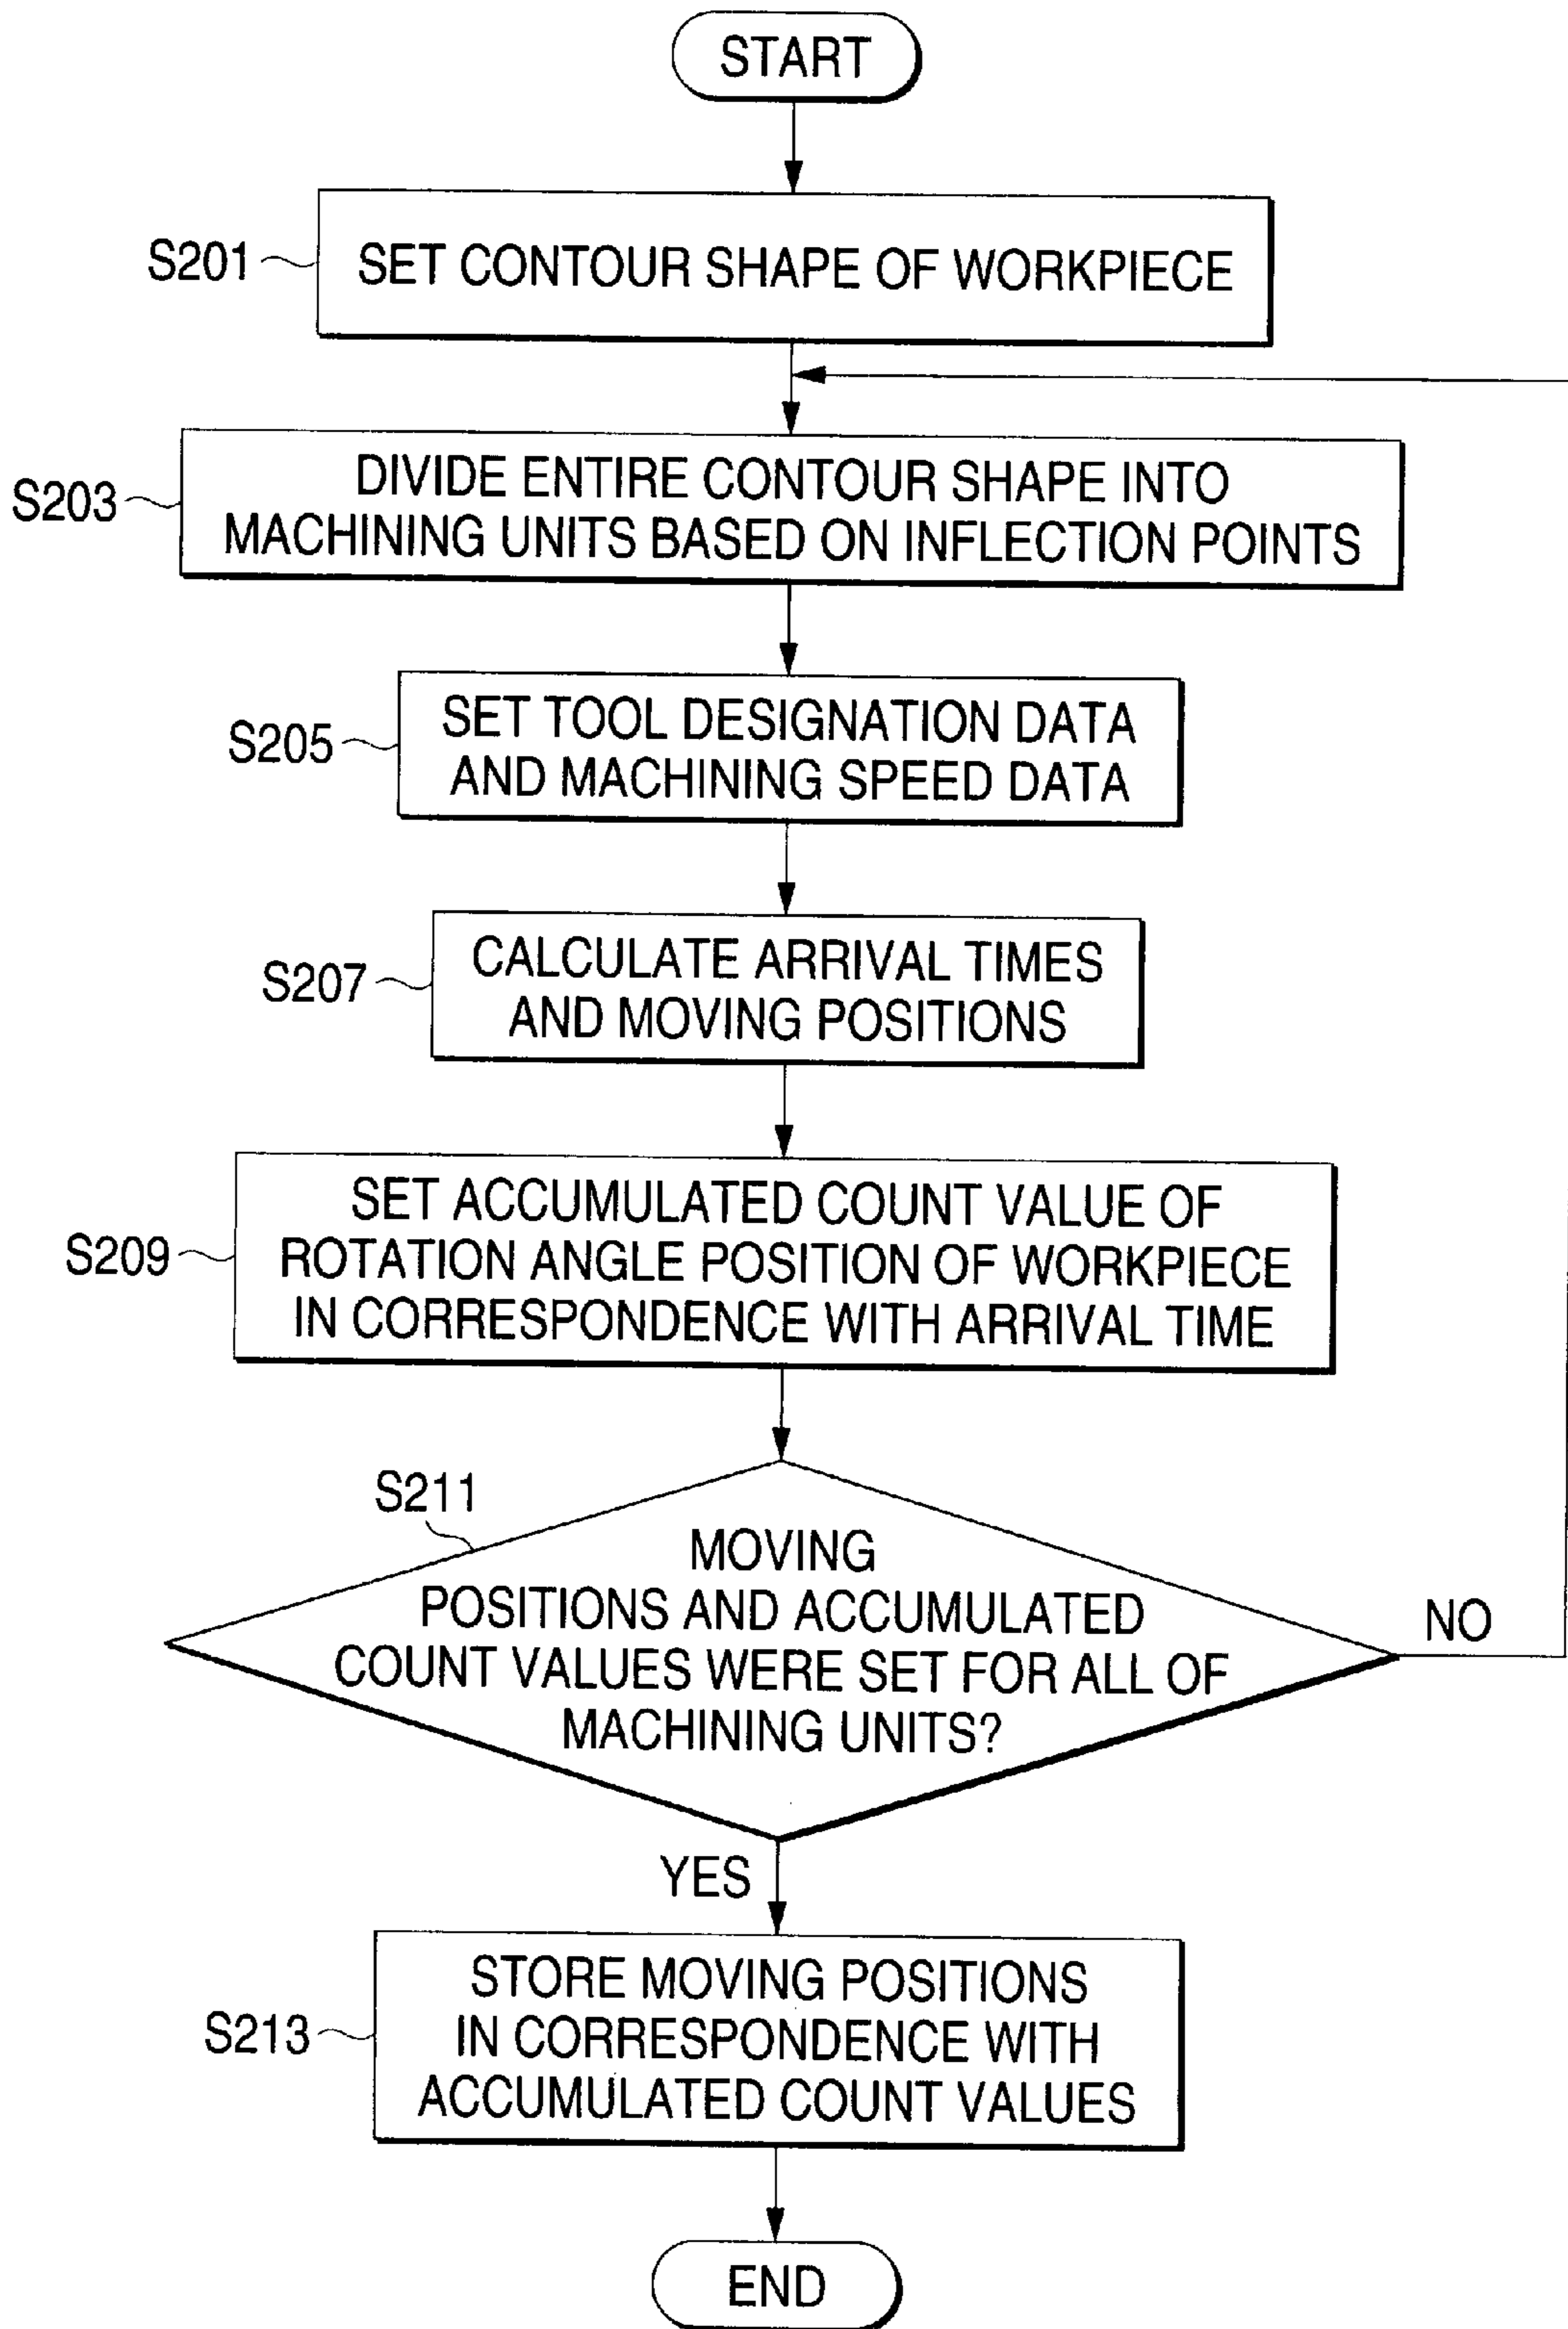 START
S201
SET CONTOUR SHAPE OF WORKPIECE
S203
DIVIDE ENTIRE CONTOUR SHAPE INTO
MACHINING UNITS BASED ON INFLECTION POINTS
S205
SET TOOL DESIGNATION DATA
AND MACHINING SPEED DATA
S207
CALCULATE ARRIVAL TIMES
AND MOVING POSITIONS
S209
SET ACCUMULATED COUNT VALUE OF
ROTATION ANGLE POSITION OF WORKPIECE
IN CORRESPONDENCE WITH ARRIVAL TIME
S211
MOVING
POSITIONS AND ACCUMULATED
COUNT VALUES WERE SET FOR ALL OF
MACHINING UNITS?
NO
YES
S213
STORE MOVING POSITIONS
IN CORRESPONDENCE WITH
ACCUMULATED COUNT VALUES
END